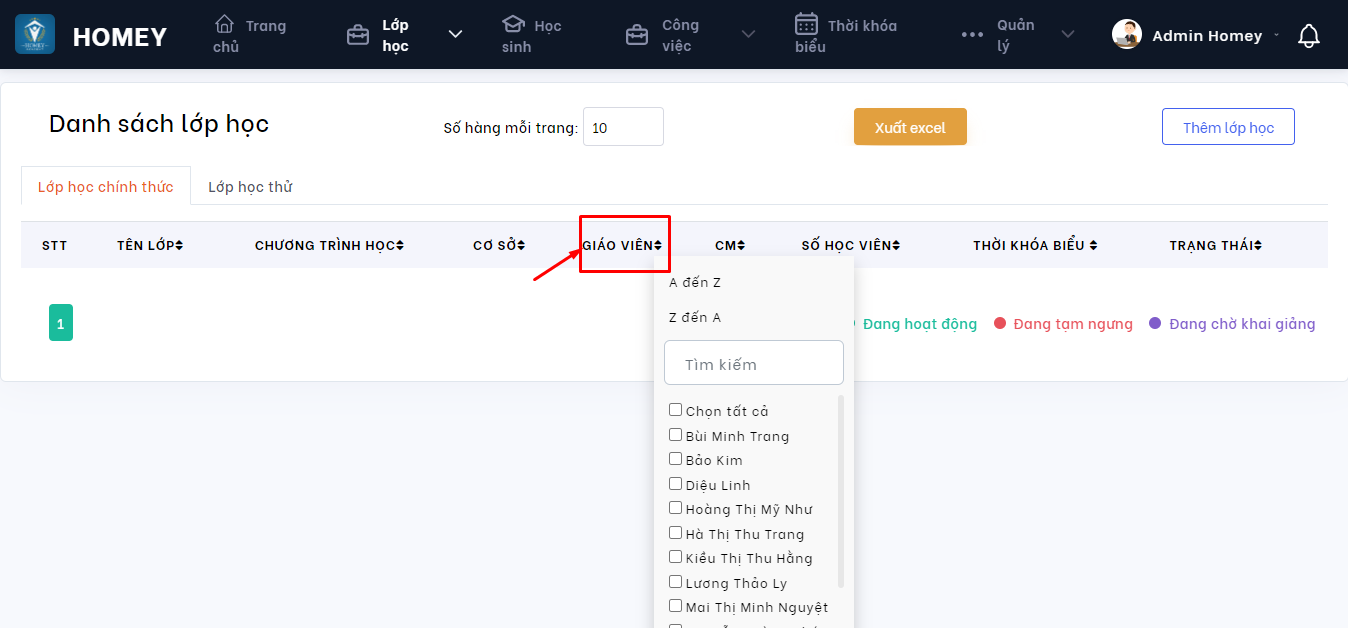 HOMEY
Trang chủ
Lớp học
Học sinh
Công việc
Thời khóa biểu
Quản lý
Admin Homey
Danh sách lớp học
Số hàng mỗi trang: 10
Xuất excel
Thêm lớp học
Lớp học chính thức
Lớp học thử
STT TÊN LỚP CHƯƠNG TRÌNH HỌC CƠ SỞ GIÁO VIÊN CM SỐ HỌC VIÊN THỜI KHÓA BIỂU TRẠNG THÁI
1
Đang hoạt động Đang tạm ngưng Đang chờ khai giảng
A đến Z
Z đến A
Tìm kiếm
Chọn tất cả
Bùi Minh Trang
Bảo Kim
Diệu Linh
Hoàng Thị Mỹ Như
Hà Thị Thu Trang
Kiều Thị Thu Hằng
Lương Thảo Ly
Mai Thị Minh Nguyệt